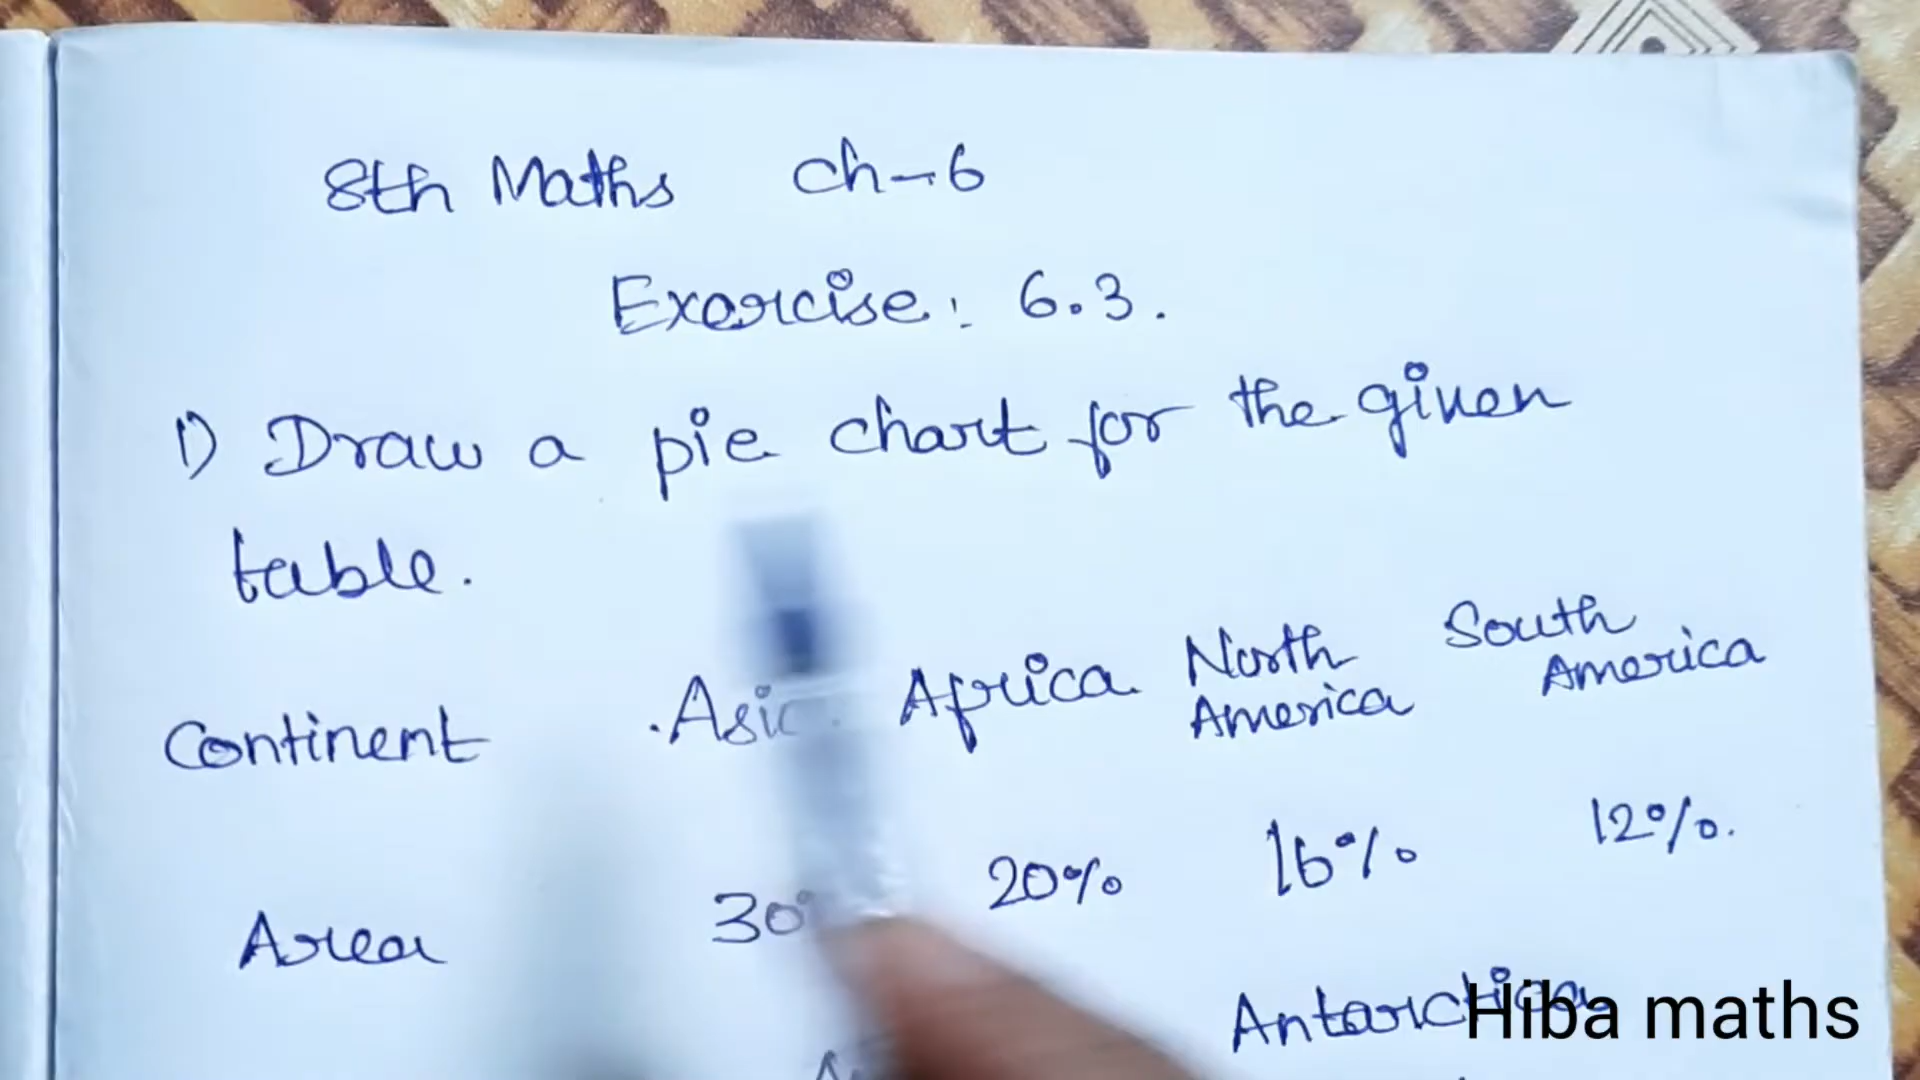 8th Maths ch-6
Exercise: 6.3.
1) Draw a pie chart for the given
table.
Continent Africa North America South America
Area 20% 16% 12%.
Hiba maths